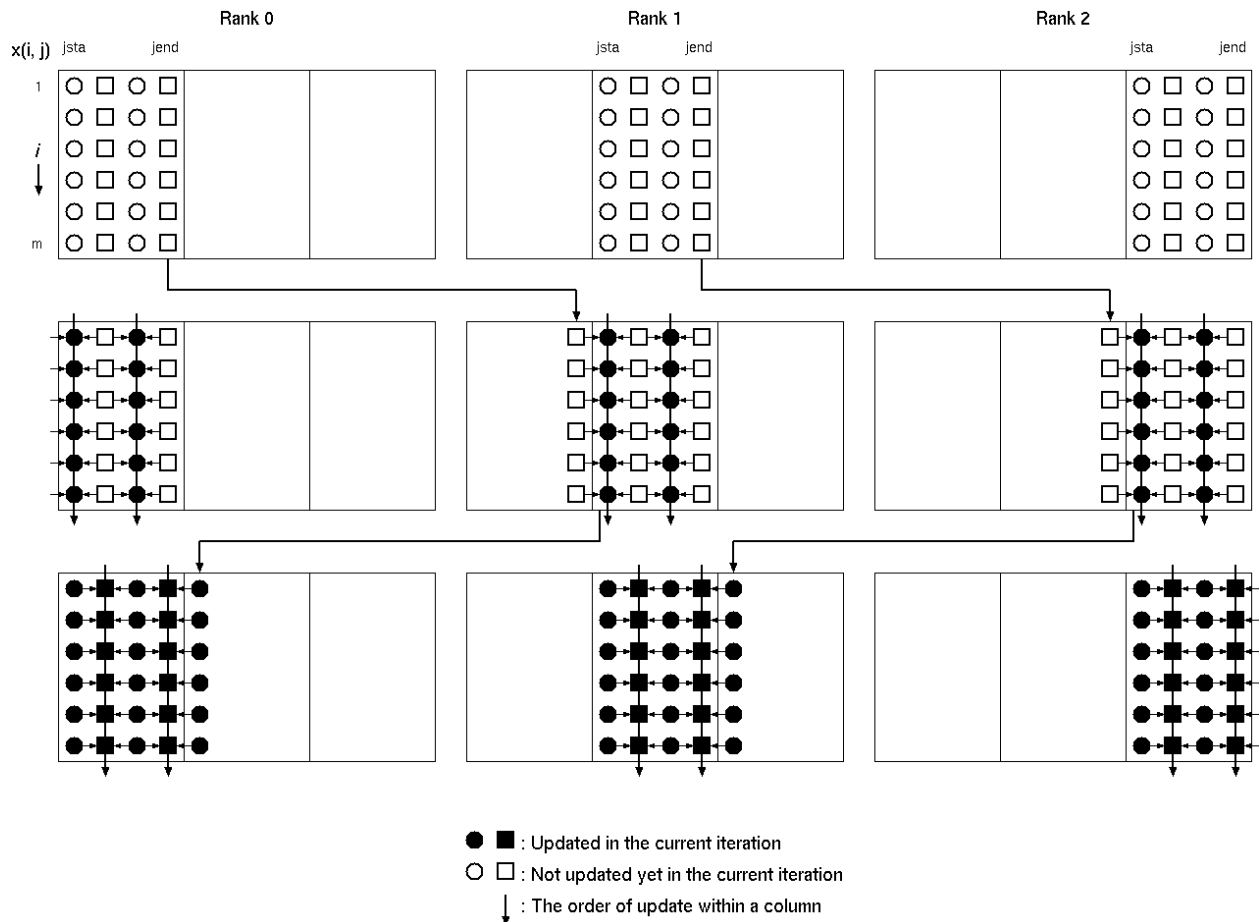 Rank 0 Rank 1 Rank 2
x(i, j) jsta jend jsta jend jsta jend
1
i
m
: Updated in the current iteration
: Not updated yet in the current iteration
: The order of update within a column